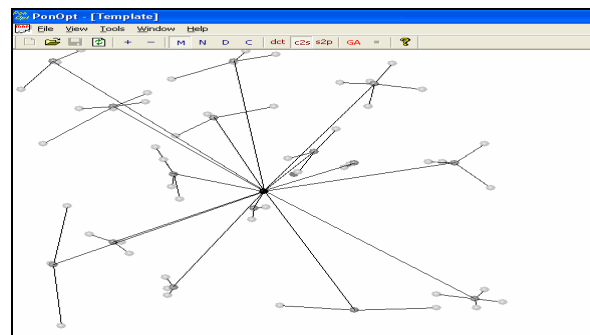 PonOpt - [Template]
File View Tools Window Help
+ − M N D C dct c2s s2p GA = ?